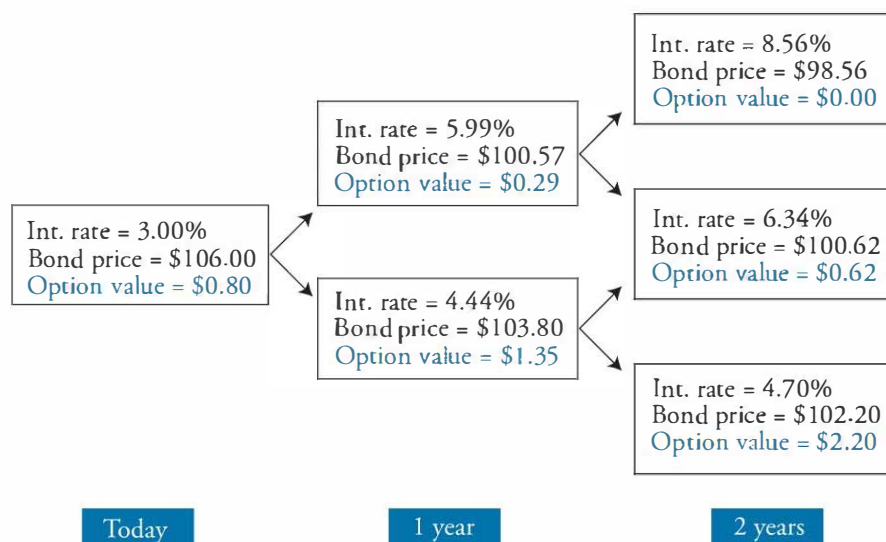 Int. rate = 8.56%
Bond price = $98.56
Option value = $0.00
Int. rate = 5.99%
Bond price = $100.57
Option value = $0.29
Int. rate = 3.00%
Bond price = $106.00
Option value = $0.80
Int. rate = 6.34%
Bond price = $100.62
Option value = $0.62
Int. rate = 4.44%
Bond price = $103.80
Option value = $1.35
Int. rate = 4.70%
Bond price = $102.20
Option value = $2.20
Today
1 year
2 years